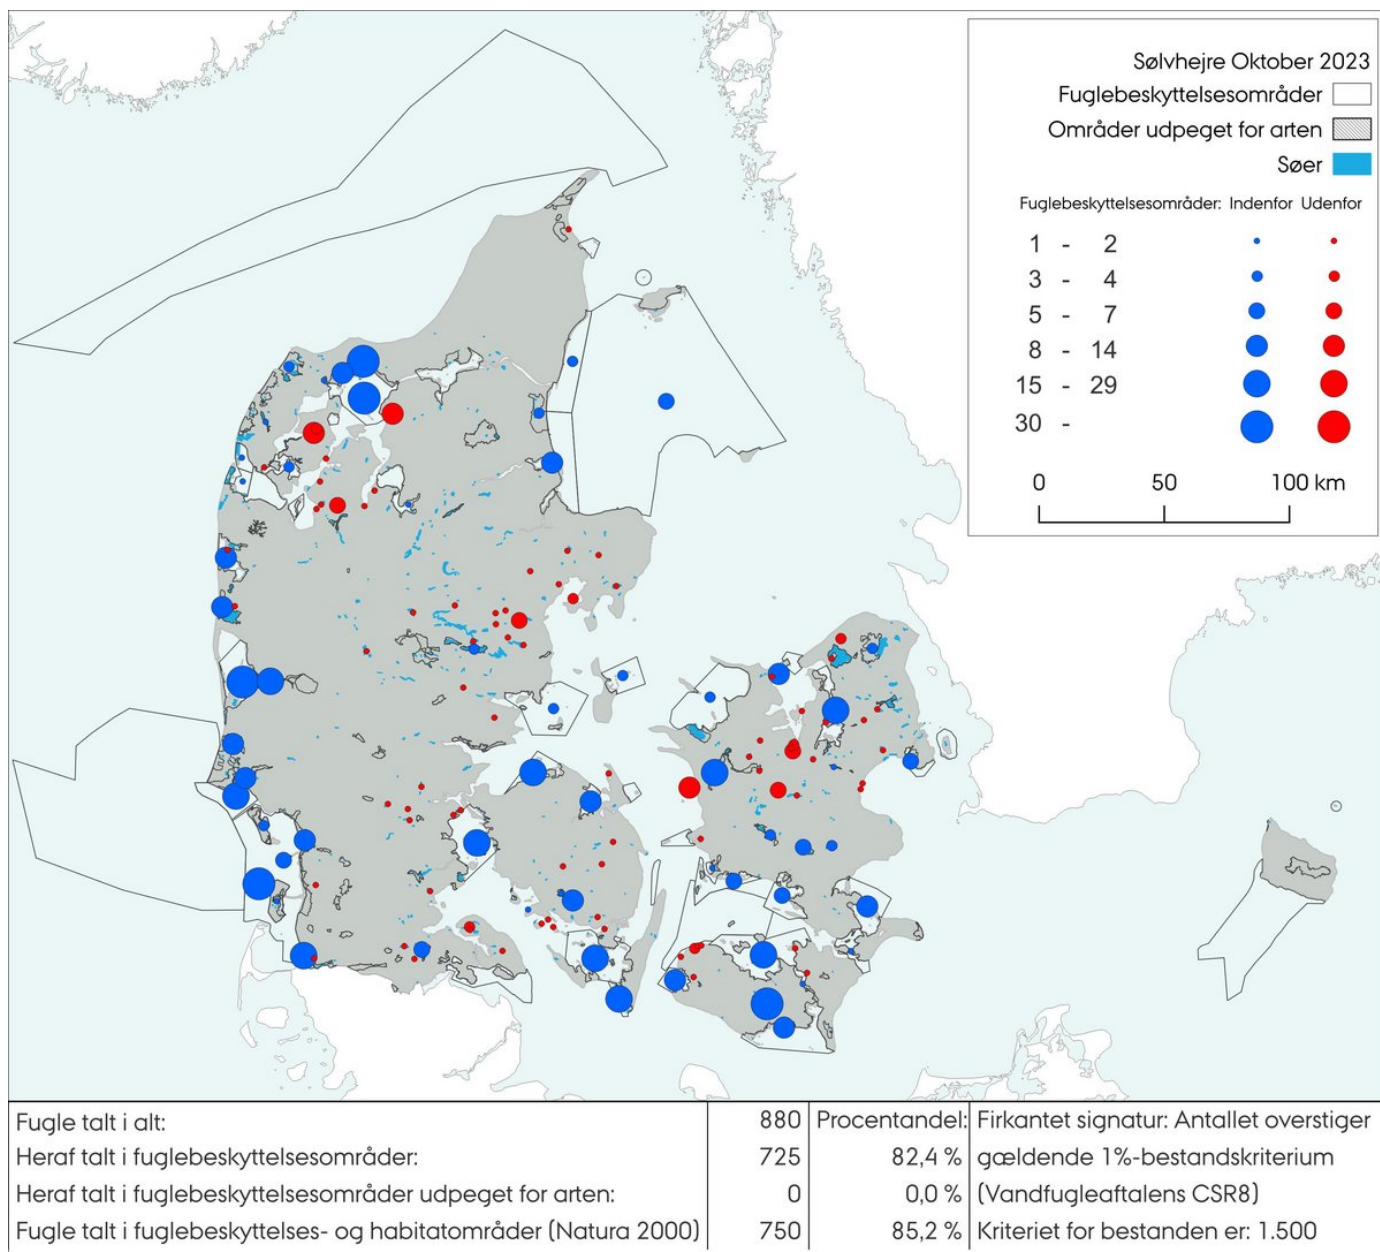 Sølvhejre Oktober 2023
Fuglebeskyttelsesområder
Områder udpeget for arten
Søer
Fuglebeskyttelsesområder: Indenfor Udenfor
1 - 2
3 - 4
5 - 7
8 - 14
15 - 29
30 -
0 50 100 km
Fugle talt i alt: 880 Procentandel: Firkantet signatur: Antallet overstiger
Heraf talt i fuglebeskyttelsesområder: 725 82,4 % gældende 1%-bestandskriterium
Heraf talt i fuglebeskyttelsesområder udpeget for arten: 0 0,0 % (Vandfugleaftalens CSR8)
Fugle talt i fuglebeskyttelses- og habitatområder (Natura 2000) 750 85,2 % Kriteriet for bestanden er: 1.500